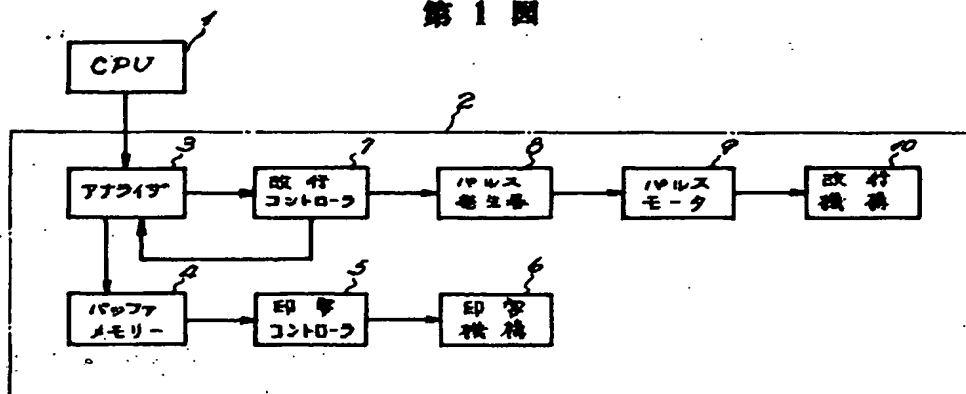 第 1 図
1
CPU
2
3
アナライザ
7
改行
コントローラ
8
パルス
発生器
9
パルス
モータ
10
改行
機構
4
バッファ
メモリー
5
印字
コントローラ
6
印字
機構